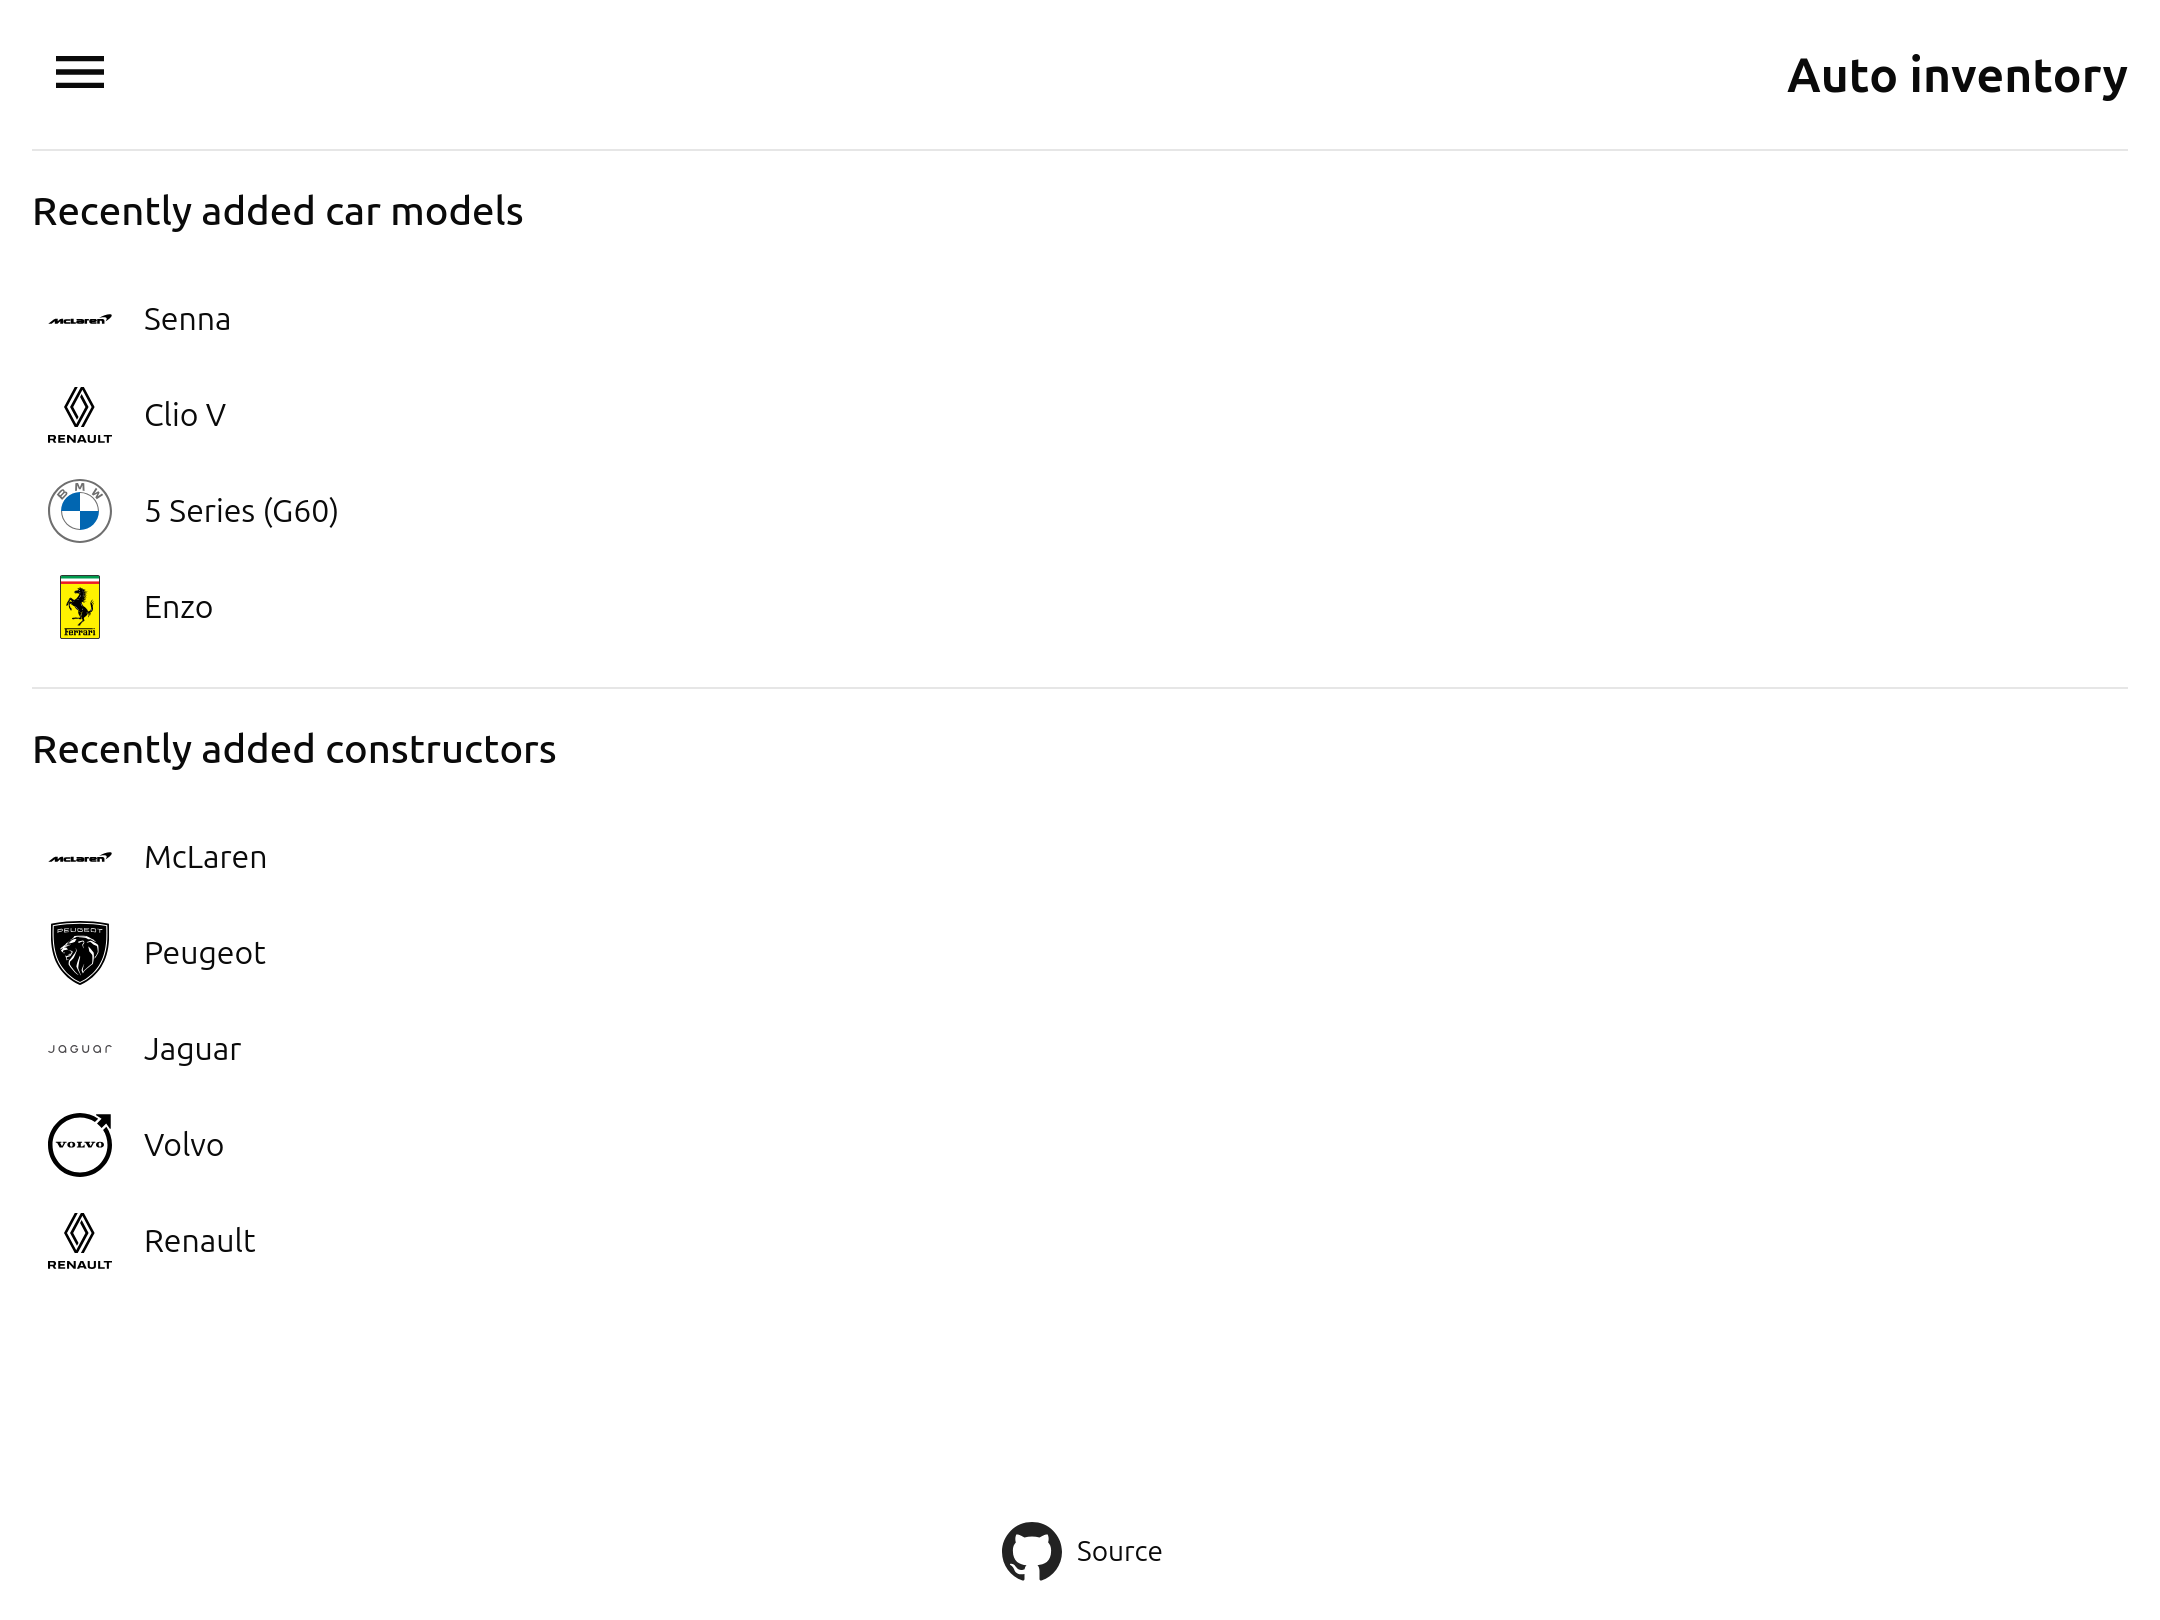 Auto inventory
Recently added car models
McLaren Senna
RENAULT Clio V
BMW 5 Series (G60)
Ferrari Enzo
Recently added constructors
McLaren McLaren
PEUGEOT Peugeot
JaGUar Jaguar
VOLVO Volvo
RENAULT Renault
Source